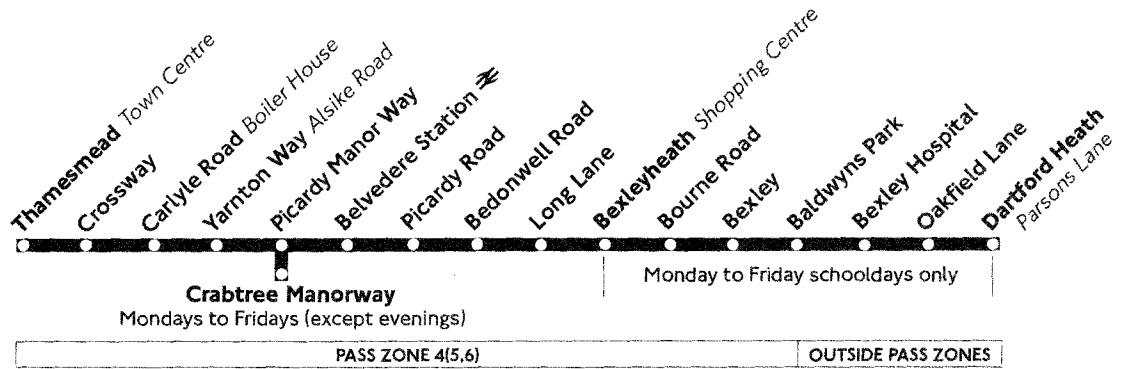 Thamesmead Town Centre
Crossway
Carlyle Road Boiler House
Yarnton Way Alsike Road
Picardy Manor Way
Belvedere Station
Picardy Road
Bedonwell Road
Long Lane
Bexleyheath Shopping Centre
Bourne Road
Bexley
Baldwyns Park
Bexley Hospital
Oakfield Lane
Dartford Heath
Parsons Lane
Crabtree Manorway
Mondays to Fridays (except evenings)
Monday to Friday schooldays only
PASS ZONE 4(5,6)
OUTSIDE PASS ZONES